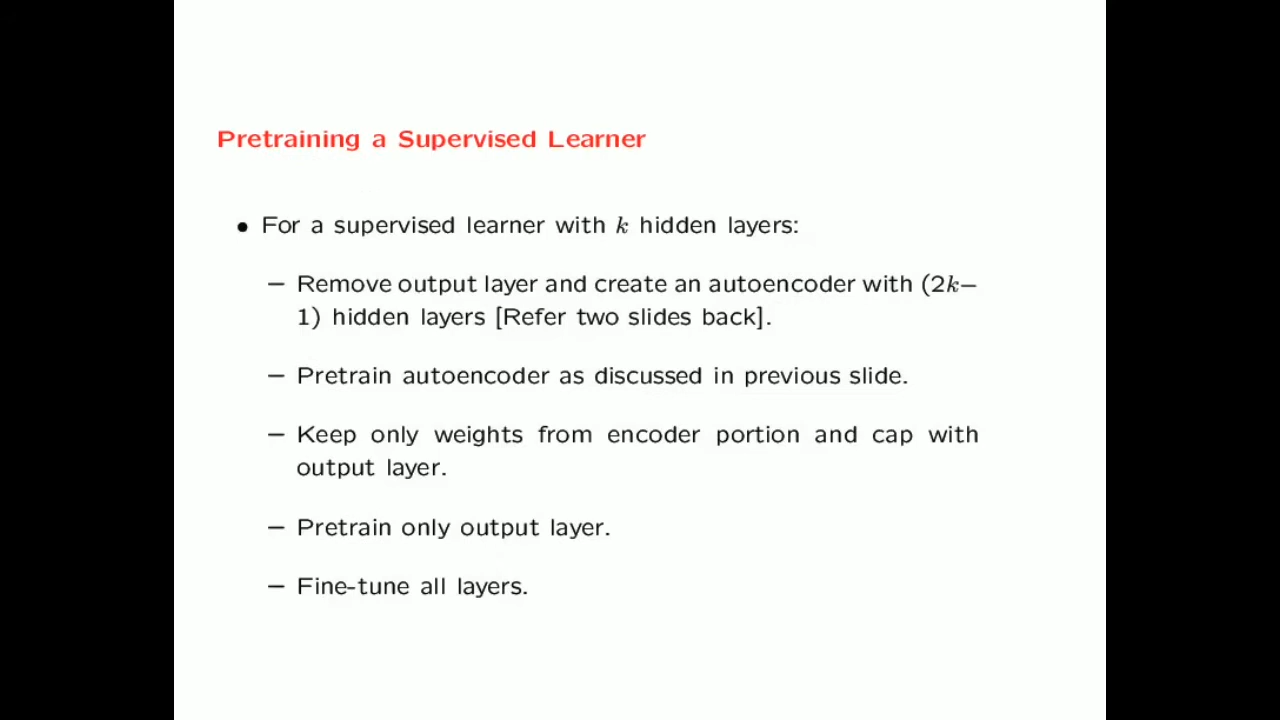 Pretraining a Supervised Learner
• For a supervised learner with k hidden layers:
– Remove output layer and create an autoencoder with (2k–
1) hidden layers [Refer two slides back].
– Pretrain autoencoder as discussed in previous slide.
– Keep only weights from encoder portion and cap with
output layer.
– Pretrain only output layer.
– Fine-tune all layers.